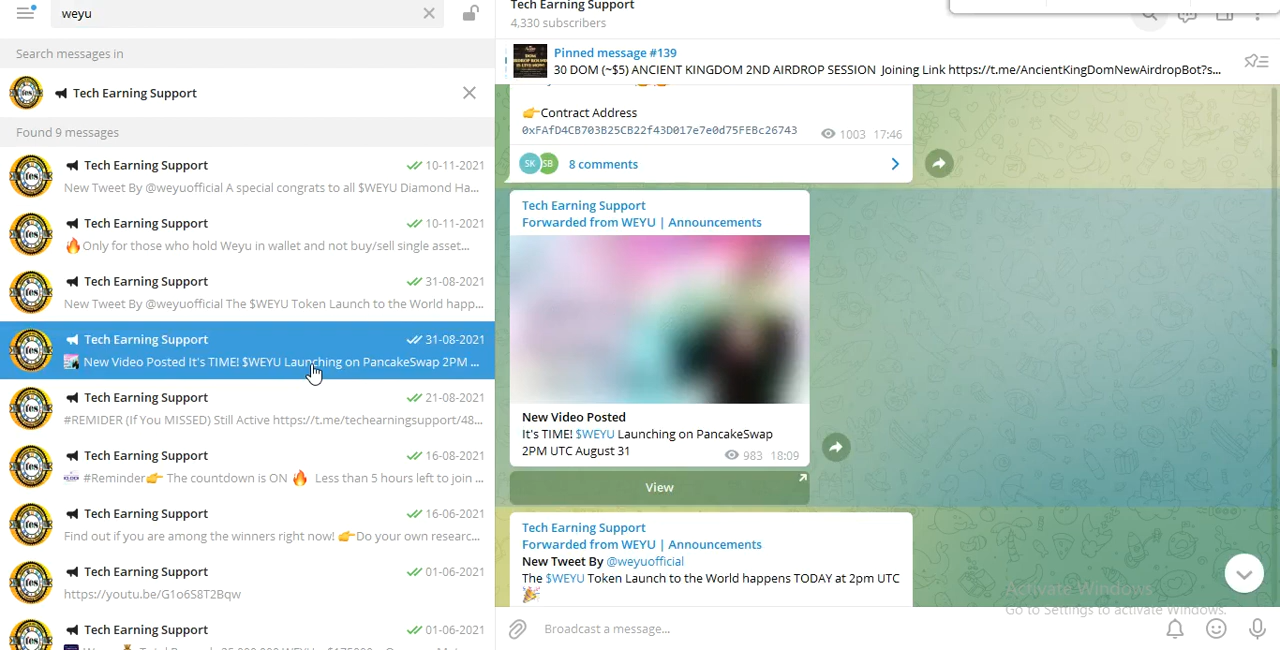 weyu
Search messages in
Tech Earning Support
Found 9 messages
Tech Earning Support 10-11-2021
New Tweet By @weyuofficial A special congrats to all $WEYU Diamond Ha...
Tech Earning Support 10-11-2021
🔥Only for those who hold Weyu in wallet and not buy/sell single asset...
Tech Earning Support 31-08-2021
New Tweet By @weyuofficial The $WEYU Token Launch to the World happ...
Tech Earning Support 31-08-2021
New Video Posted It's TIME! $WEYU Launching on PancakeSwap 2PM ...
Tech Earning Support 21-08-2021
#REMIDER (If You MISSED) Still Active https://t.me/techearningsupport/48...
Tech Earning Support 16-08-2021
#Reminder👉 The countdown is ON 🔥 Less than 5 hours left to join ...
Tech Earning Support 16-06-2021
Find out if you are among the winners right now! 👉Do your own researc...
Tech Earning Support 01-06-2021
https://youtu.be/G1o6S8T2Bqw
Tech Earning Support 01-06-2021
Tech Earning Support
4,330 subscribers
Pinned message #139
30 DOM (~$5) ANCIENT KINGDOM 2ND AIRDROP SESSION Joining Link https://t.me/AncientKingDomNewAirdropBot?s...
👉Contract Address
0xFAfD4CB703B25CB22f43D017e7e0d75FEBc26743 1003 17:46
SK SB 8 comments
Tech Earning Support
Forwarded from WEYU | Announcements
New Video Posted
It's TIME! $WEYU Launching on PancakeSwap
2PM UTC August 31 983 18:09
View
Tech Earning Support
Forwarded from WEYU | Announcements
New Tweet By @weyuofficial
The $WEYU Token Launch to the World happens TODAY at 2pm UTC
🎉
Activate Windows
Go to Settings to activate Windows.
Broadcast a message...